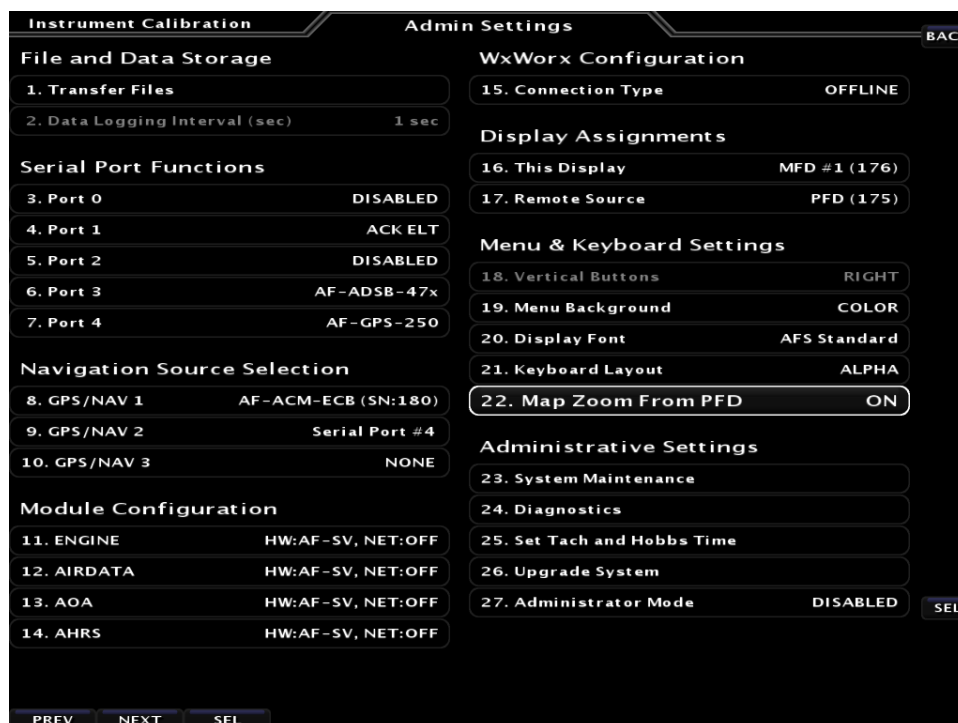 Instrument Calibration
Admin Settings
BAC
File and Data Storage
1. Transfer Files
2. Data Logging Interval (sec) 1 sec
Serial Port Functions
3. Port 0 DISABLED
4. Port 1 ACK ELT
5. Port 2 DISABLED
6. Port 3 AF-ADSB-47x
7. Port 4 AF-GPS-250
Navigation Source Selection
8. GPS/NAV 1 AF-ACM-ECB (SN:180)
9. GPS/NAV 2 Serial Port #4
10. GPS/NAV 3 NONE
Module Configuration
11. ENGINE HW:AF-SV, NET:OFF
12. AIRDATA HW:AF-SV, NET:OFF
13. AOA HW:AF-SV, NET:OFF
14. AHRS HW:AF-SV, NET:OFF
WxWorx Configuration
15. Connection Type OFFLINE
Display Assignments
16. This Display MFD #1 (176)
17. Remote Source PFD (175)
Menu & Keyboard Settings
18. Vertical Buttons RIGHT
19. Menu Background COLOR
20. Display Font AFS Standard
21. Keyboard Layout ALPHA
22. Map Zoom From PFD ON
Administrative Settings
23. System Maintenance
24. Diagnostics
25. Set Tach and Hobbs Time
26. Upgrade System
27. Administrator Mode DISABLED
SEL
PREV NEXT SEL